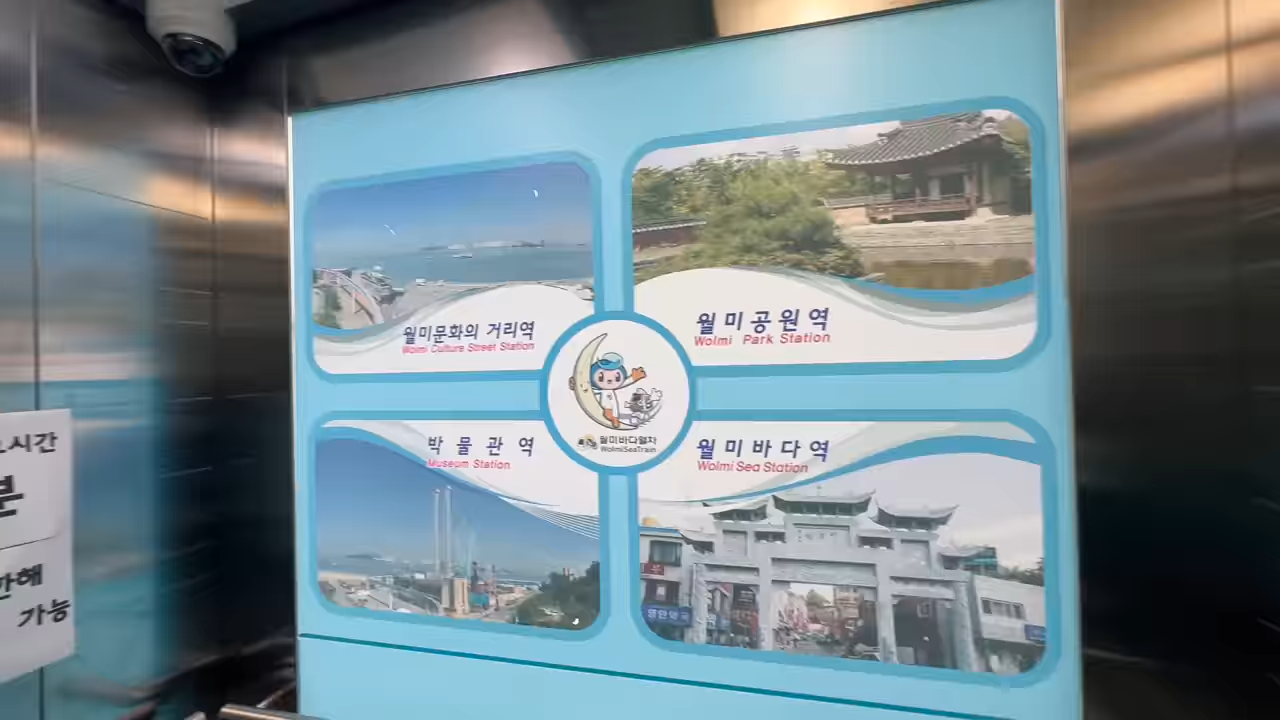 월미문화의 거리역
Wolmi Culture Street Station
월미공원역
Wolmi Park Station
월미바다열차
WolmiSeaTrain
박물관역
Museum Station
월미바다역
Wolmi Sea Station
시간
분
가능